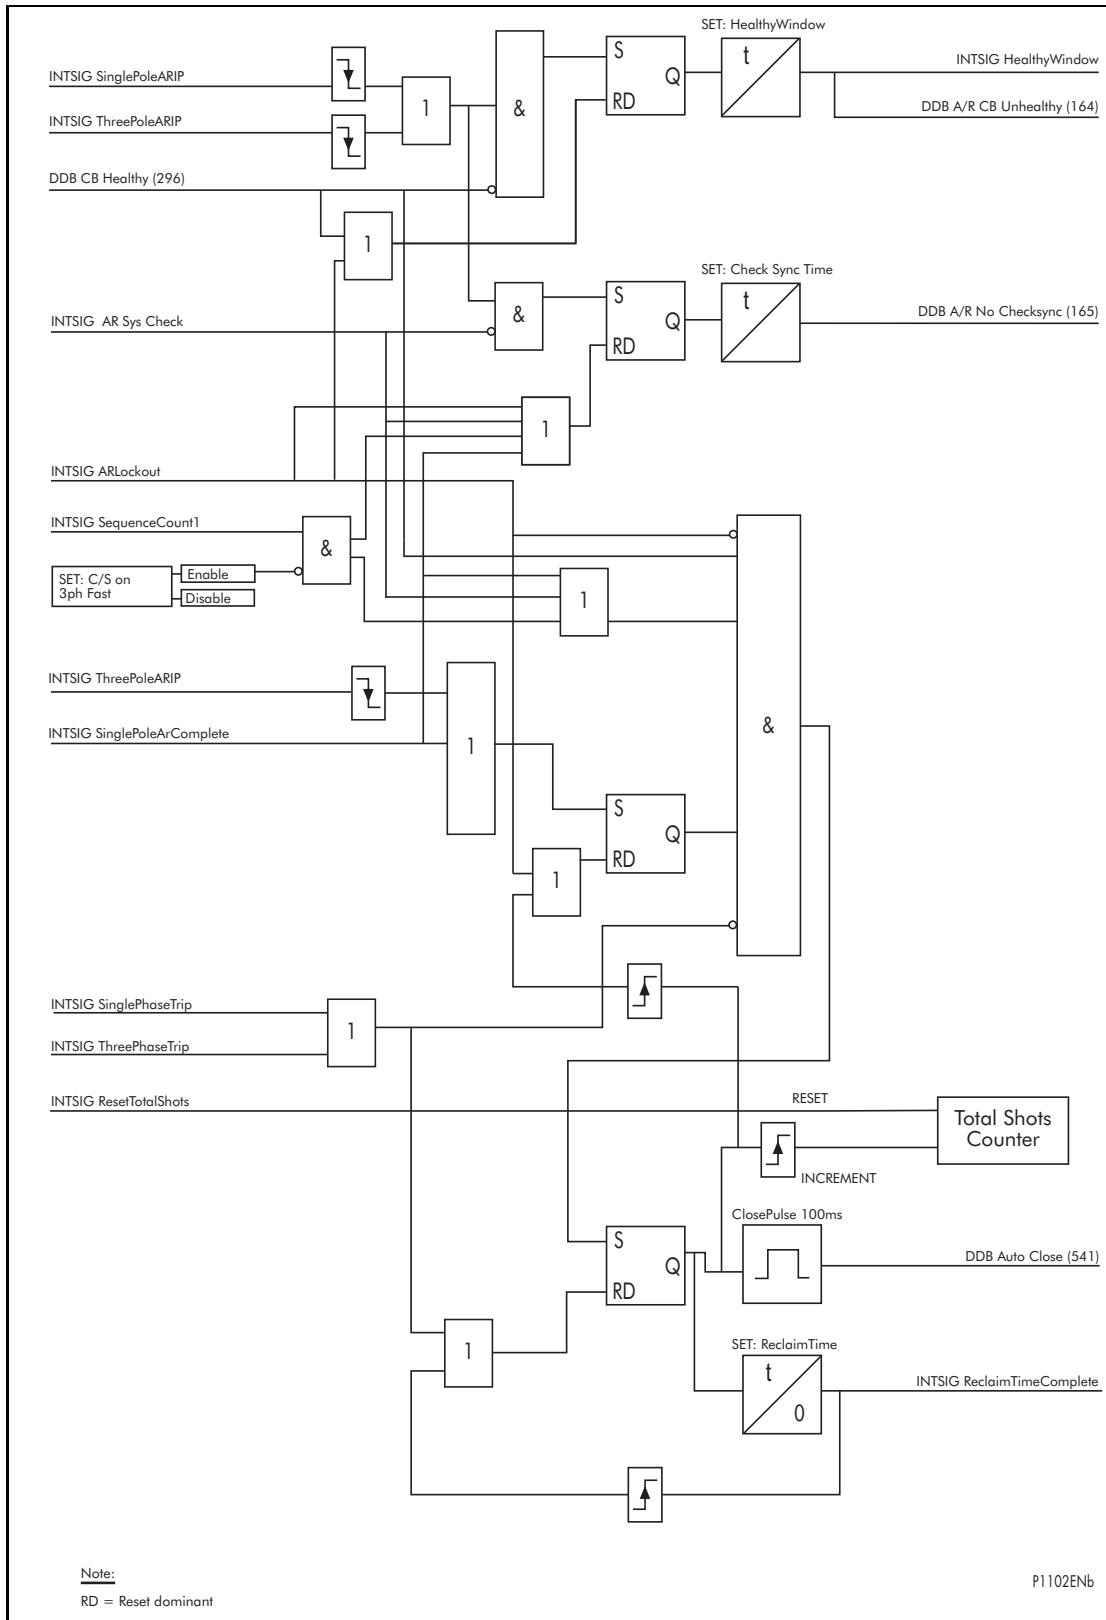 SET: HealthyWindow
INTSIG SinglePoleARIP
S
t
INTSIG HealthyWindow
Q
1
RD
&
DDB A/R CB Unhealthy (164)
INTSIG ThreePoleARIP
DDB CB Healthy (296)
1
SET: Check Sync Time
S
t
&
Q
DDB A/R No Checksync (165)
INTSIG AR Sys Check
RD
1
INTSIG ARLockout
INTSIG SequenceCount1
&
SET: C/S on
3ph Fast
Enable
Disable
1
INTSIG ThreePoleARIP
INTSIG SinglePoleArComplete
1
&
S
Q
RD
1
INTSIG SinglePhaseTrip
1
INTSIG ThreePhaseTrip
INTSIG ResetTotalShots
RESET
Total Shots
Counter
INCREMENT
ClosePulse 100ms
S
Q
RD
DDB Auto Close (541)
1
SET: ReclaimTime
t
0
INTSIG ReclaimTimeComplete
Note:
RD = Reset dominant
P1102ENb